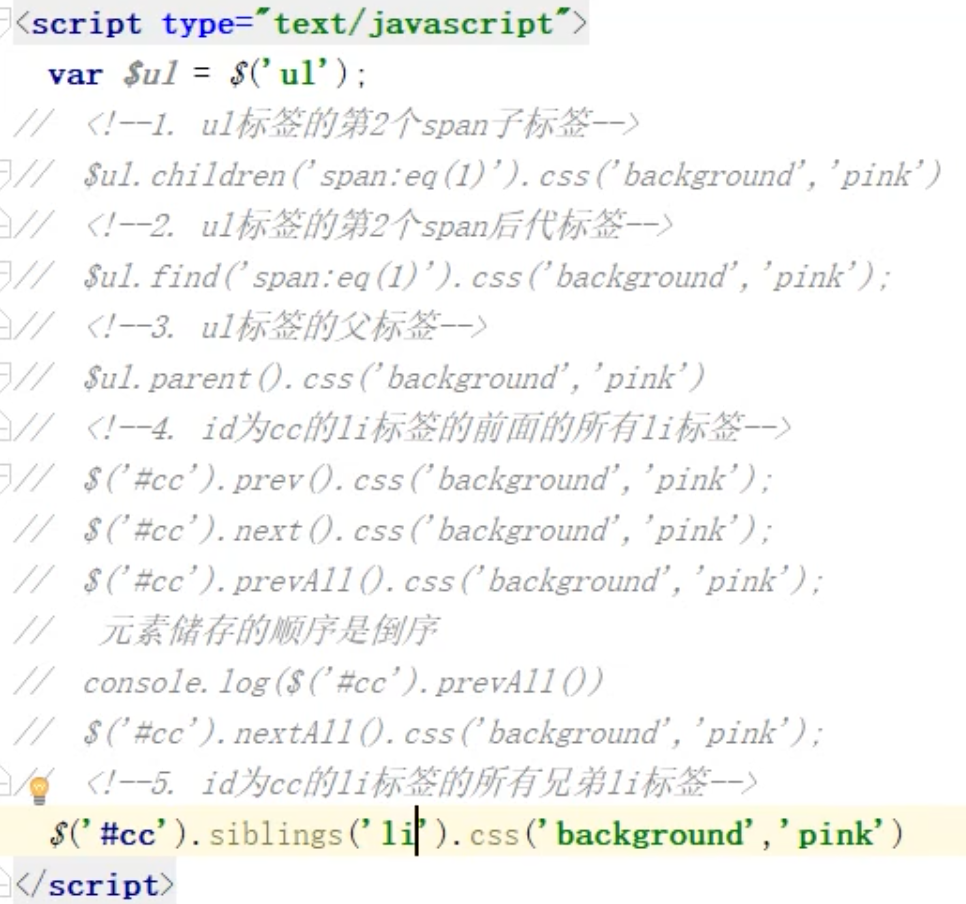 <script type="text/javascript">
var $ul = $('ul');
// <!--1. ul标签的第2个span子标签-->
// $ul.children('span:eq(1)').css('background','pink')
// <!--2. ul标签的第2个span后代标签-->
// $ul.find('span:eq(1)').css('background','pink');
// <!--3. ul标签的父标签-->
// $ul.parent().css('background','pink')
// <!--4. id为cc的li标签的前面的所有li标签-->
// $('#cc').prev().css('background','pink');
// $('#cc').next().css('background','pink');
// $('#cc').prevAll().css('background','pink');
// 元素储存的顺序是倒序
// console.log($('#cc').prevAll())
// $('#cc').nextAll().css('background','pink');
// <!--5. id为cc的li标签的所有兄弟li标签-->
$('#cc').siblings('li').css('background','pink')
</script>